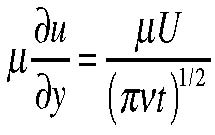 μ ∂u/∂y = μU/(πνt)^{1/2}